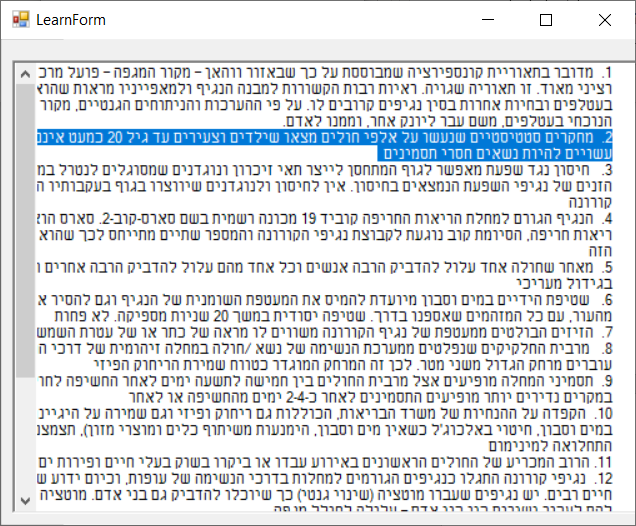 LearnForm
1. מדובר בתאוריית קונספירציה שמבוססת על כך שבאזור ווהאן – מקור המגפה – פועל מרכ
רציני מאוד. זו תאוריה שגויה. ראיות רבות הקשורות למבנה הנגיף ולמאפייניו מראות שהוא
בעטלפים ובחיות אחרות בסין נגיפים קרובים לו. על פי ההערכות והניתוחים הגנטיים, מקור
הנוכחי בעטלפים, משם עבר ליונק אחר, וממנו לאדם.
2. מחקרים סטטיסטיים שנעשו על אלפי חולים מצאו שילדים וצעירים עד גיל 20 כמעט אינם
עשויים להיות נשאים חסרי תסמינים
3. חיסון נגד שפעת מאפשר לגוף המתחסן לייצר תאי זיכרון ונוגדנים שמסוגלים לנטרל במ
הזנים של נגיפי השפעת הנמצאים בחיסון. אין לחיסון ולנוגדנים שיווצרו בגוף בעקבותיו ה
קורונה
4. הנגיף הגורם למחלת הריאות החריפה קוביד 19 מכונה רשמית בשם סארס-קוב-2. סארס הוא
ריאות חריפה, הסיומת קוב נוגעת לקבוצת נגיפי הקורונה והמספר שתיים מתייחס לכך שהוא
הזה
5. מאחר שחולה אחד עלול להדביק הרבה אנשים וכל אחד מהם עלול להדביק הרבה אחרים ו
בגידול מעריכי
6. שטיפת הידיים במים וסבון מיועדת להמיס את המעטפת השומנית של הנגיף וגם להסיר א
מהעור, עם כל המזהמים שאספנו בדרך. שטיפה יסודית במשך 20 שניות מספיקה. לא פחות
7. הזיזים הבולטים ממעטפת של נגיף הקורונה משוויים לו מראה של כתר או של עטרת השמש
8. מרבית החלקיקים שנפלטים ממערכת הנשימה של נשא /חולה במחלה זיהומית של דרכי ה
עוברים מרחק הגדול משני מטר. לכן זה המרחק המוגדר כטווח שמירת הריחוק הפיזי
9. תסמיני המחלה מופיעים אצל מרבית החולים בין חמישה לתשעה ימים לאחר החשיפה לחו
במקרים נדירים יותר מופיעים התסמינים לאחר כ-2-4 ימים מהחשיפה או לאחר
10. הקפדה על ההנחיות של משרד הבריאות, הכוללות גם ריחוק ופיזי וגם שמירה על היגיינ
במים וסבון, חיטוי באלכוג'ל כשאין מים וסבון, הימנעות משיתוף כלים ומוצרי מזון), תצמצם
התחלואה למינימום
11. הרוב המכריע של החולים הראשונים באירוע עבדו או ביקרו בשוק בעלי חיים ופירות ים
12. נגיפי קורונה התגלו כנגיפים הגורמים למחלות בדרכי הנשימה של עופות, וכיום ידוע ש
חיים רבים. יש נגיפים שעברו מוטציה (שינוי גנטי) כך שיוכלו להדביק גם בני אדם. מוטציה